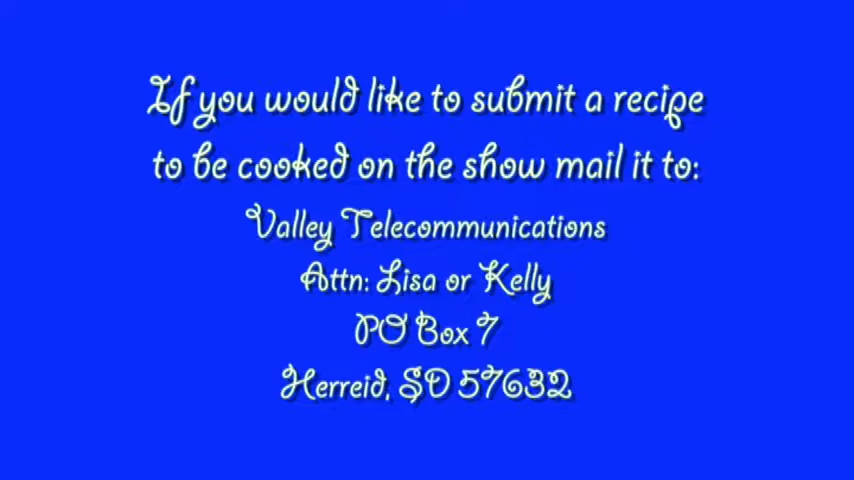 If you would like to submit a recipe
to be cooked on the show mail it to:
Valley Telecommunications
Attn: Lisa or Kelly
PO Box 7
Herreid, SD 57632